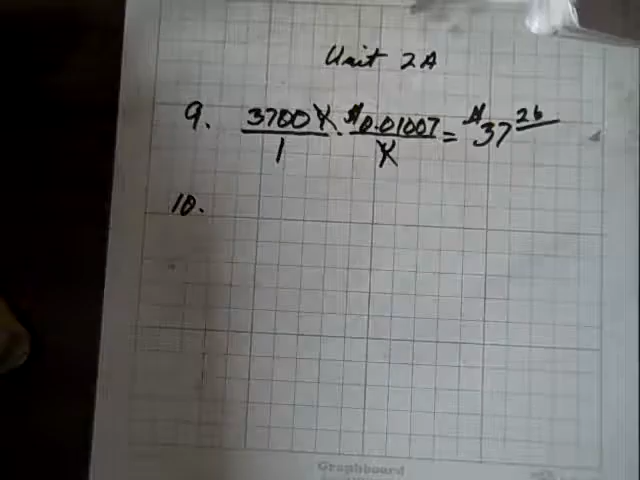 Unit 2A
9. 3700 ¥/1 · $0.01007/¥ = $37 26
10.
Graphboard